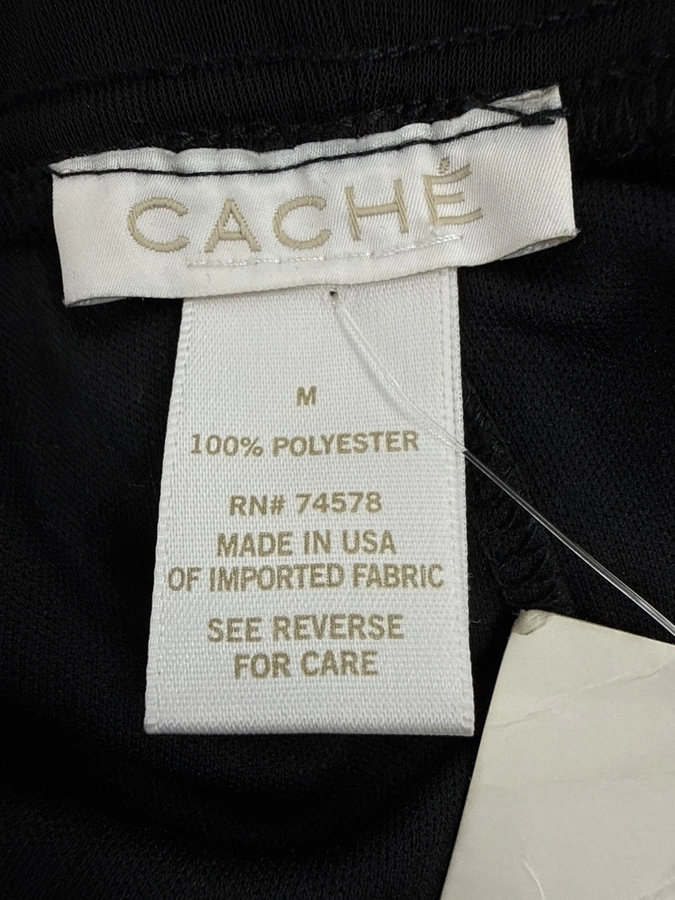 CACHÉ
M
100% POLYESTER
RN# 74578
MADE IN USA
OF IMPORTED FABRIC
SEE REVERSE
FOR CARE